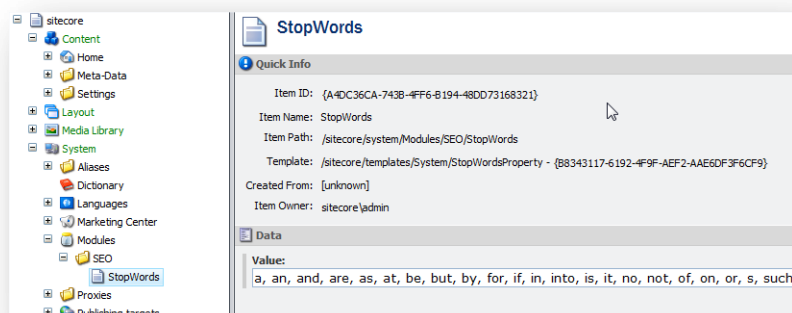 sitecore
Content
Home
Meta-Data
Settings
Layout
Media Library
System
Aliases
Dictionary
Languages
Marketing Center
Modules
SEO
StopWords
Proxies
Publishing targets
StopWords
Quick Info
Item ID: {A4DC36CA-743B-4FF6-B194-48DD73168321}
Item Name: StopWords
Item Path: /sitecore/system/Modules/SEO/StopWords
Template: /sitecore/templates/System/StopWordsProperty - {B8343117-6192-4F9F-AEF2-AAE6DF3F6CF9}
Created From: [unknown]
Item Owner: sitecore\admin
Data
Value:
a, an, and, are, as, at, be, but, by, for, if, in, into, is, it, no, not, of, on, or, s, such